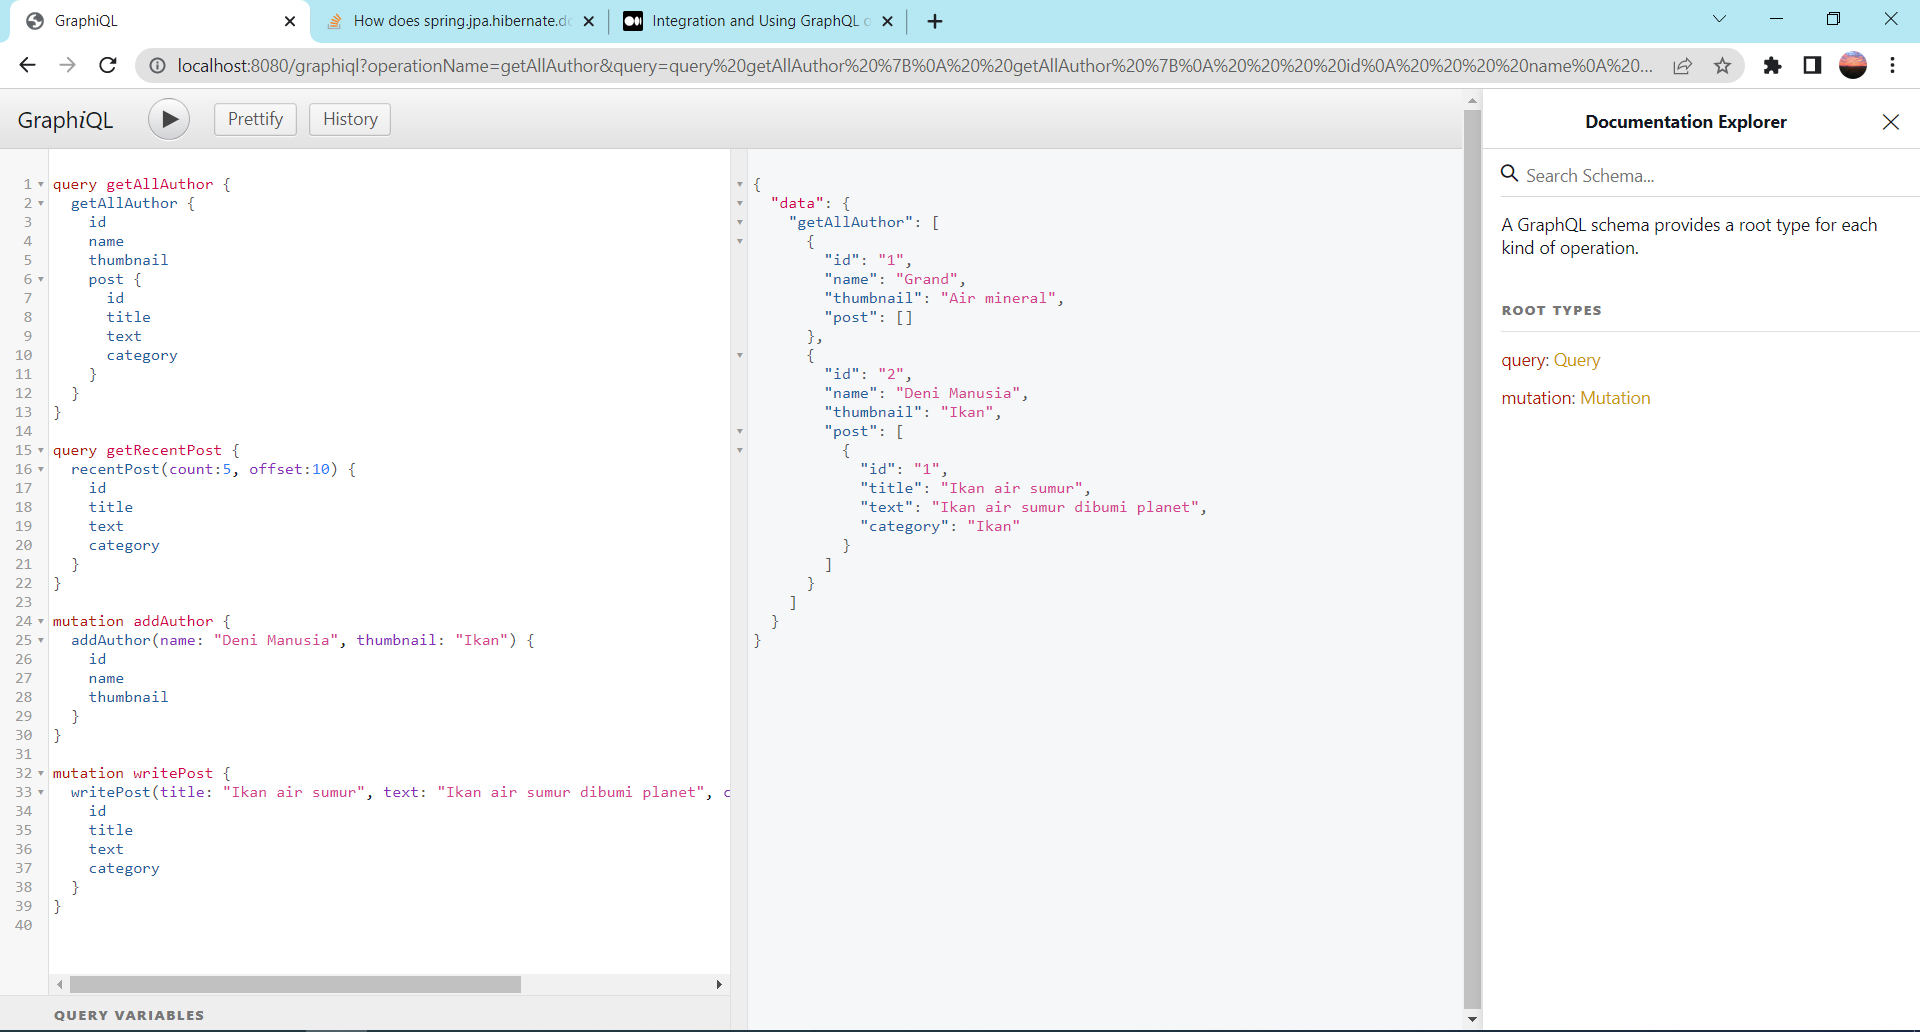 GraphiQL
How does spring.jpa.hibernate.d
Integration and Using GraphQL o
localhost:8080/graphiql?operationName=getAllAuthor&query=query%20getAllAuthor%20%7B%0A%20%20getAllAuthor%20%7B%0A%20%20%20%20id%0A%20%20%20%20name%0A%20...
GraphiQL
Prettify
History
1 query getAllAuthor {
2 getAllAuthor {
3 id
4 name
5 thumbnail
6 post {
7 id
8 title
9 text
10 category
11 }
12 }
13 }
14
15 query getRecentPost {
16 recentPost(count:5, offset:10) {
17 id
18 title
19 text
20 category
21 }
22 }
23
24 mutation addAuthor {
25 addAuthor(name: "Deni Manusia", thumbnail: "Ikan") {
26 id
27 name
28 thumbnail
29 }
30 }
31
32 mutation writePost {
33 writePost(title: "Ikan air sumur", text: "Ikan air sumur dibumi planet", c
34 id
35 title
36 text
37 category
38 }
39 }
40
QUERY VARIABLES
{
"data": {
"getAllAuthor": [
{
"id": "1",
"name": "Grand",
"thumbnail": "Air mineral",
"post": []
},
{
"id": "2",
"name": "Deni Manusia",
"thumbnail": "Ikan",
"post": [
{
"id": "1",
"title": "Ikan air sumur",
"text": "Ikan air sumur dibumi planet",
"category": "Ikan"
}
]
}
]
}
}
Documentation Explorer
Search Schema...
A GraphQL schema provides a root type for each
kind of operation.
ROOT TYPES
query: Query
mutation: Mutation